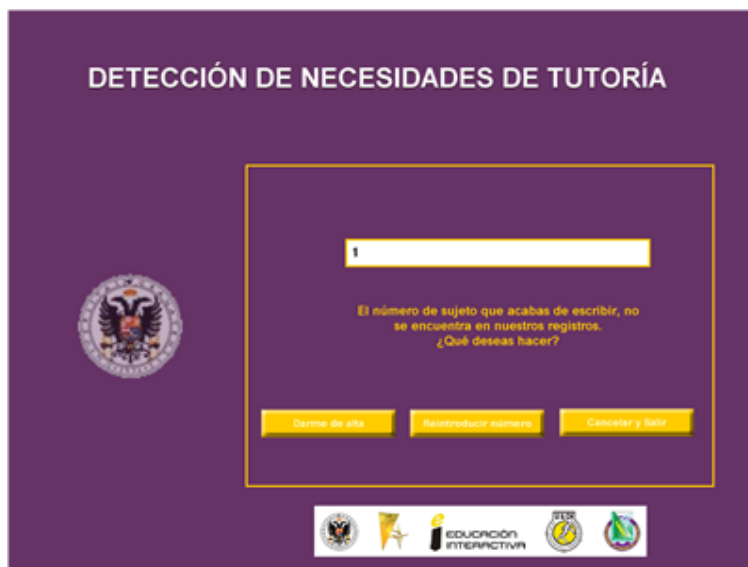 DETECCIÓN DE NECESIDADES DE TUTORÍA
1
El número de sujeto que acabas de escribir, no
se encuentra en nuestros registros.
¿Qué deseas hacer?
Darme de alta
Reintroducir número
Cancelar y Salir
EDUCACIÓN
INTERACTIVA